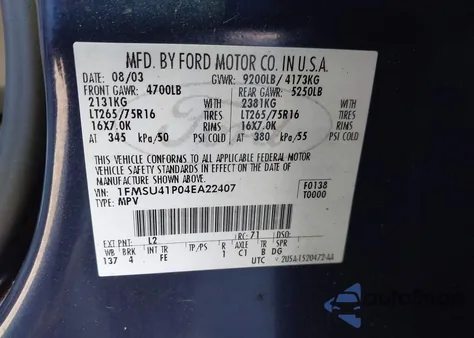 MFD. BY FORD MOTOR CO. IN U.S.A.
DATE 08/03 GVWR: 9200LB/4173KG
FRONT GAWR: 4700LB REAR GAWR: 5250LB
2131KG WITH 2381KG WITH
LT265/75R16 TIRES LT265/75R16 TIRES
16X7.0K RIMS 16X7.0K RIMS
AT 345 kPa/50 PSI COLD AT 380 kPa/55 PSI COLD
THIS VEHICLE CONFORMS TO ALL APPLICABLE FEDERAL MOTOR
VEHICLE SAFETY STANDARDS IN EFFECT ON THE DATE OF MANUFACTURE
SHOWN ABOVE.
VIN 1FMSU41P04EA22407 F0138
TYPE MPV T0000
EXT PNT: L2 RC: 71 DSO:
WB BRK INT TR TP/PS R AXLE TR SPR
137 4 FE 1 C1 B DG
UTC
Ford